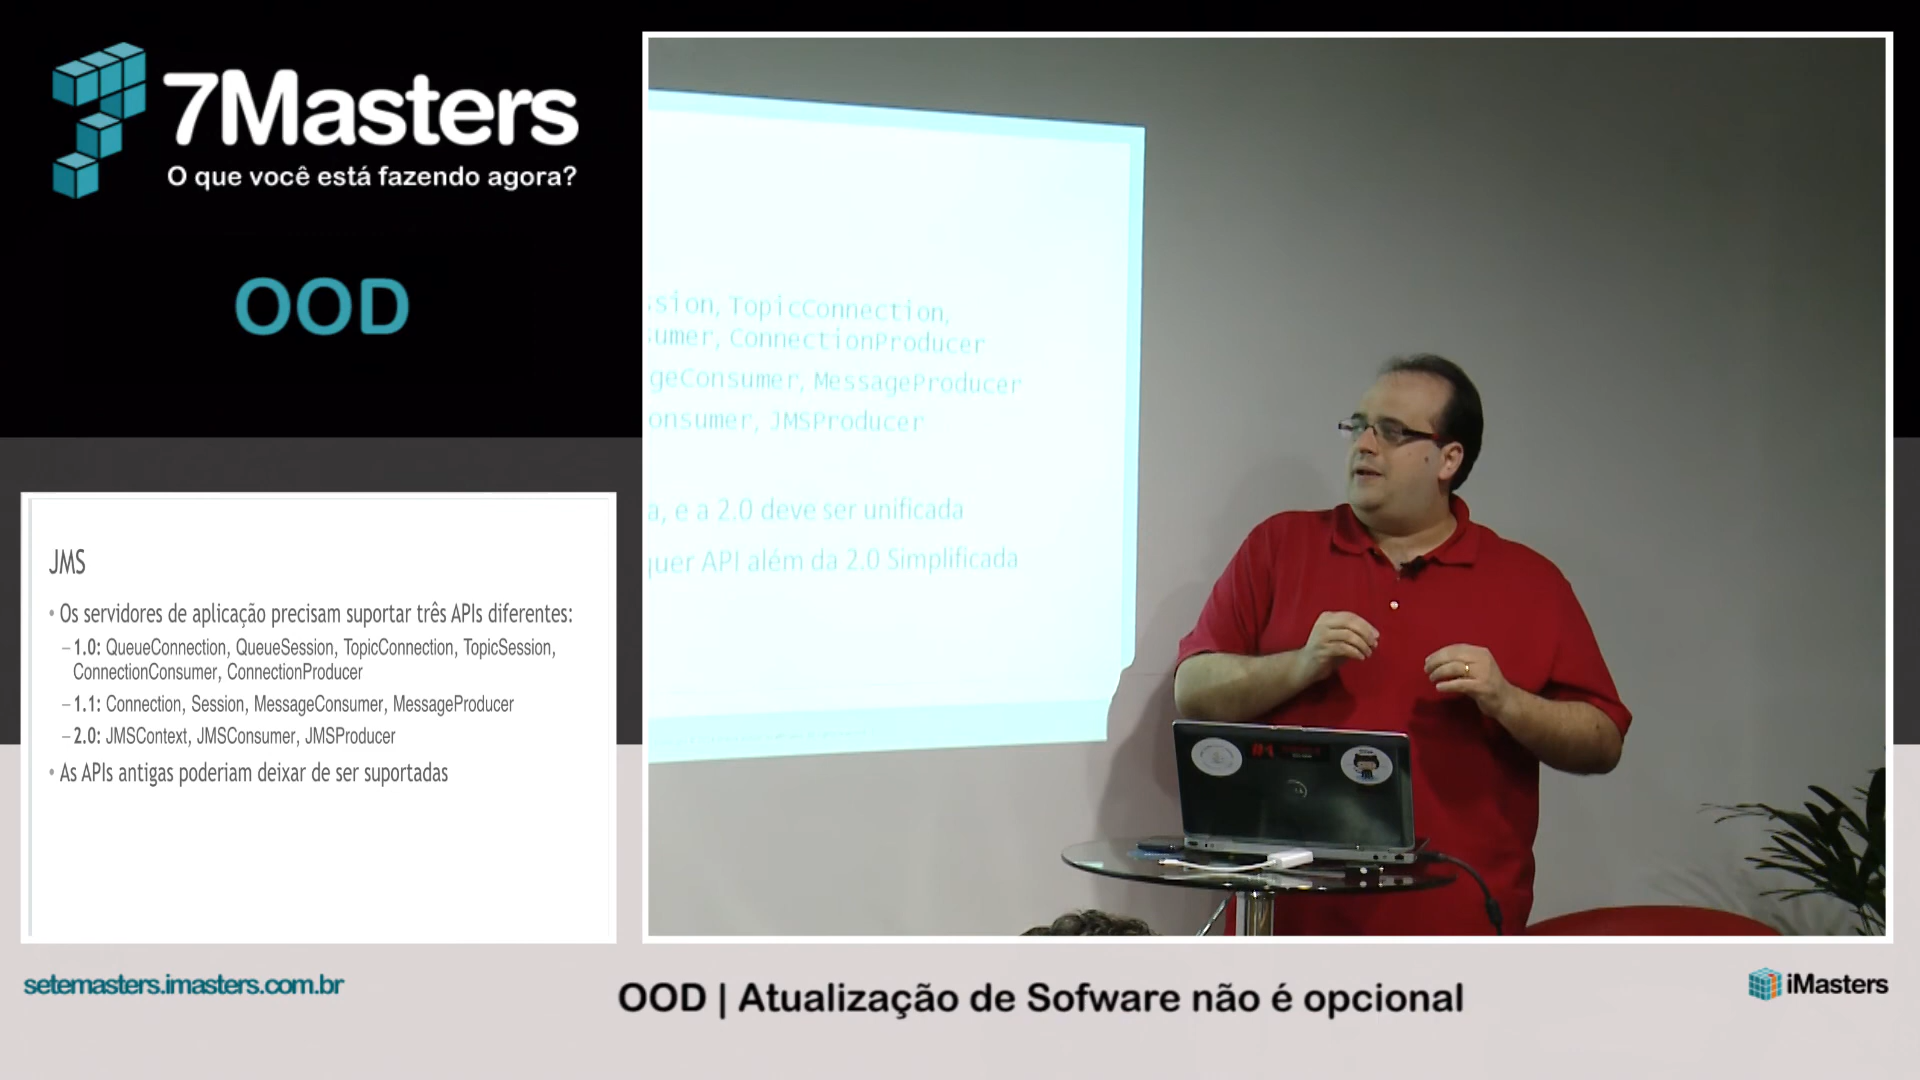 7Masters
O que você está fazendo agora?
OOD
JMS
• Os servidores de aplicação precisam suportar três APIs diferentes:
– 1.0: QueueConnection, QueueSession, TopicConnection, TopicSession,
ConnectionConsumer, ConnectionProducer
– 1.1: Connection, Session, MessageConsumer, MessageProducer
– 2.0: JMSContext, JMSConsumer, JMSProducer
• As APIs antigas poderiam deixar de ser suportadas
ssion, TopicConnection,
sumer, ConnectionProducer
geConsumer, MessageProducer
onsumer, JMSProducer
a, e a 2.0 deve ser unificada
quer API além da 2.0 Simplificada
setemasters.imasters.com.br
OOD | Atualização de Sofware não é opcional
iMasters